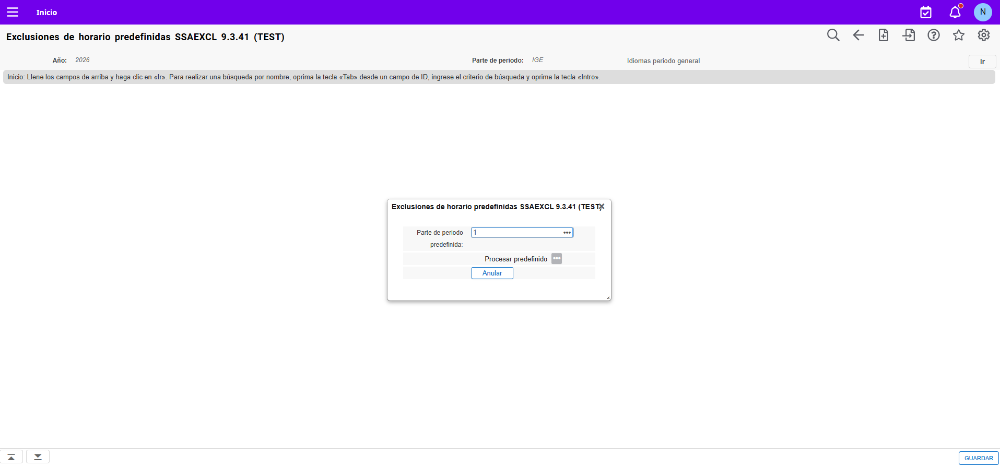 Inicio
N
Exclusiones de horario predefinidas SSAEXCL 9.3.41 (TEST)
Año: 2026 Parte de periodo: IGE Idiomas periodo general Ir
Inicio: Llene los campos de arriba y haga clic en «Ir». Para realizar una búsqueda por nombre, oprima la tecla «Tab» desde un campo de ID, ingrese el criterio de búsqueda y oprima la tecla «Intro».
Exclusiones de horario predefinidas SSAEXCL 9.3.41 (TEST)
Parte de periodo predefinida: 1
Procesar predefinido
Anular
GUARDAR